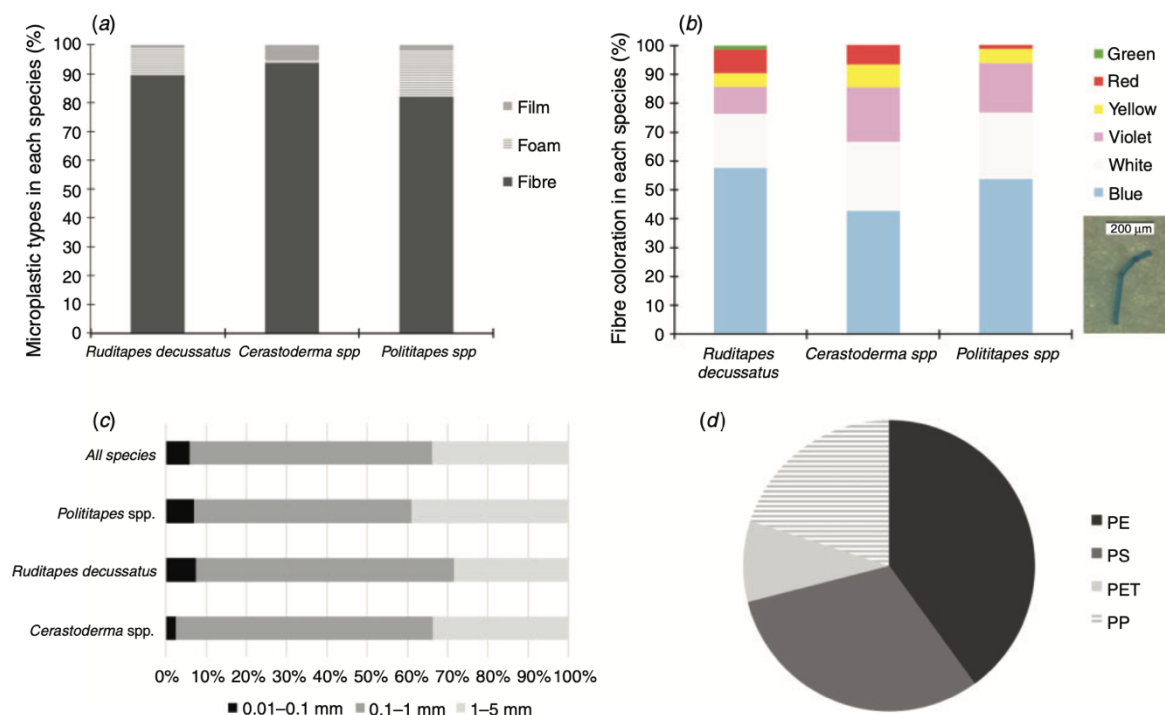 (a)
Microplastic types in each species (%)
100
90
80
70
60
50
40
30
20
10
0
Ruditapes decussatus
Cerastoderma spp
Polititapes spp
Film
Foam
Fibre
(b)
Fibre coloration in each species (%)
100
90
80
70
60
50
40
30
20
10
0
Ruditapes
decussatus
Cerastoderma spp
Polititapes spp
Green
Red
Yellow
Violet
White
Blue
200 µm
(c)
All species
Polititapes spp.
Ruditapes decussatus
Cerastoderma spp.
0% 10% 20% 30% 40% 50% 60% 70% 80% 90% 100%
0.01–0.1 mm 0.1–1 mm 1–5 mm
(d)
PE
PS
PET
PP